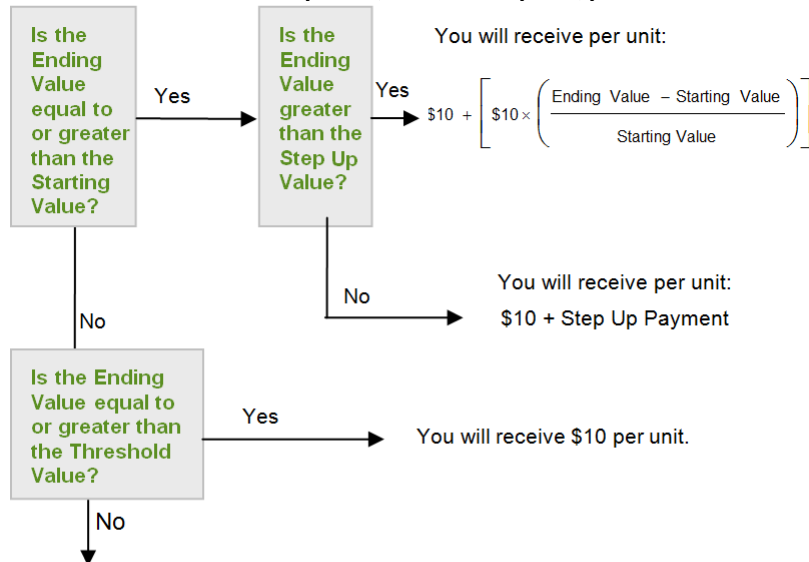 Is the
Ending
Value
equal to
or greater
than the
Starting
Value?
Yes
Is the
Ending
Value
greater
than the
Step Up
Value?
Yes
You will receive per unit:
$10 + [ $10 × ( Ending Value – Starting Value / Starting Value ) ]
No
You will receive per unit:
$10 + Step Up Payment
No
Is the Ending
Value equal to
or greater than
the Threshold
Value?
Yes
You will receive $10 per unit.
No